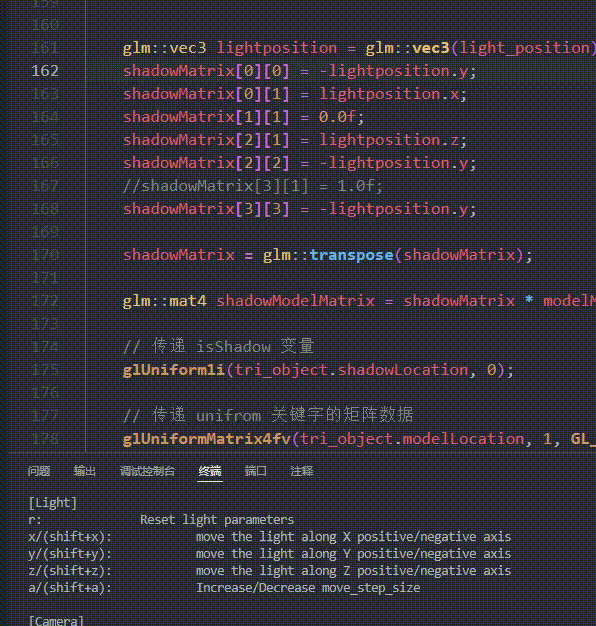 159
160
161 glm::vec3 lightposition = glm::vec3(light_position)
162 shadowMatrix[0][0] = -lightposition.y;
163 shadowMatrix[0][1] = lightposition.x;
164 shadowMatrix[1][1] = 0.0f;
165 shadowMatrix[2][1] = lightposition.z;
166 shadowMatrix[2][2] = -lightposition.y;
167 //shadowMatrix[3][1] = 1.0f;
168 shadowMatrix[3][3] = -lightposition.y;
169
170 shadowMatrix = glm::transpose(shadowMatrix);
171
172 glm::mat4 shadowModelMatrix = shadowMatrix * modelM
173
174 // 传递 isShadow 变量
175 glUniform1i(tri_object.shadowLocation, 0);
176
177 // 传递 unifrom 关键字的矩阵数据
178 glUniformMatrix4fv(tri_object.modelLocation, 1, GL_
问题 输出 调试控制台 终端 端口 注释
[Light]
r: Reset light parameters
x/(shift+x): move the light along X positive/negative axis
y/(shift+y): move the light along Y positive/negative axis
z/(shift+z): move the light along Z positive/negative axis
a/(shift+a): Increase/Decrease move_step_size
[Camera]